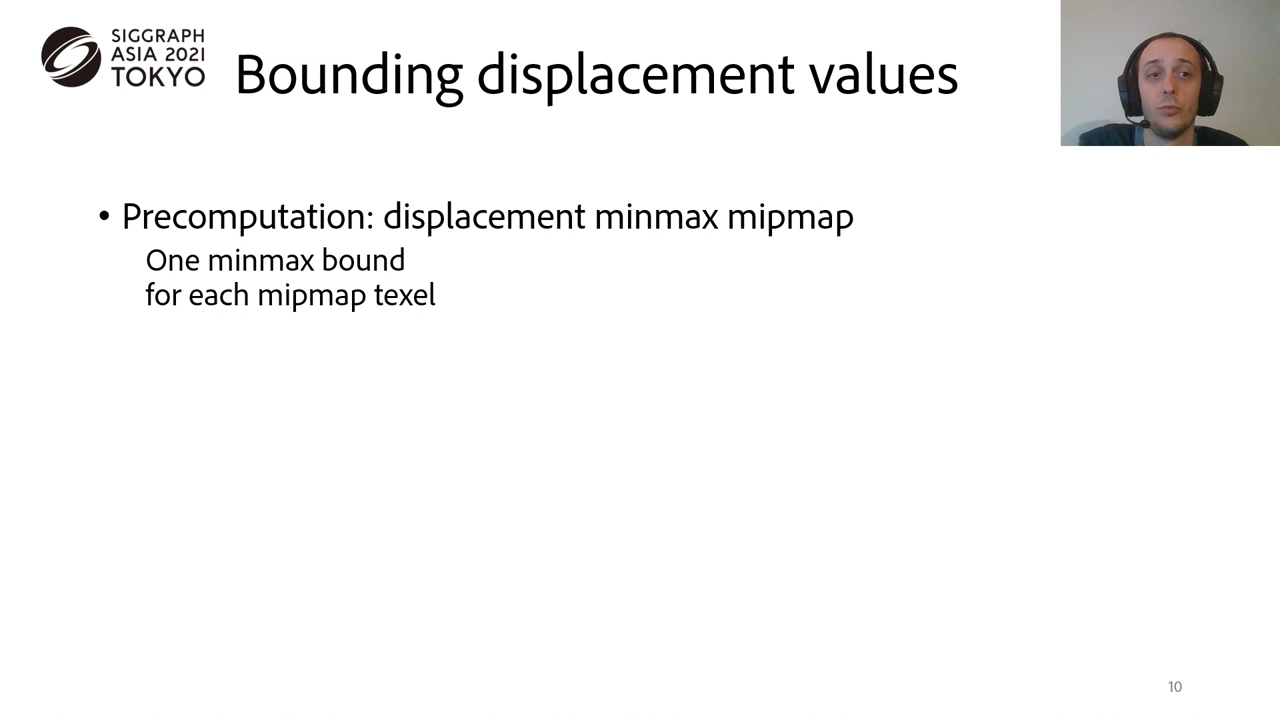 SIGGRAPH
ASIA 2021
TOKYO
Bounding displacement values
• Precomputation: displacement minmax mipmap
One minmax bound
for each mipmap texel
10